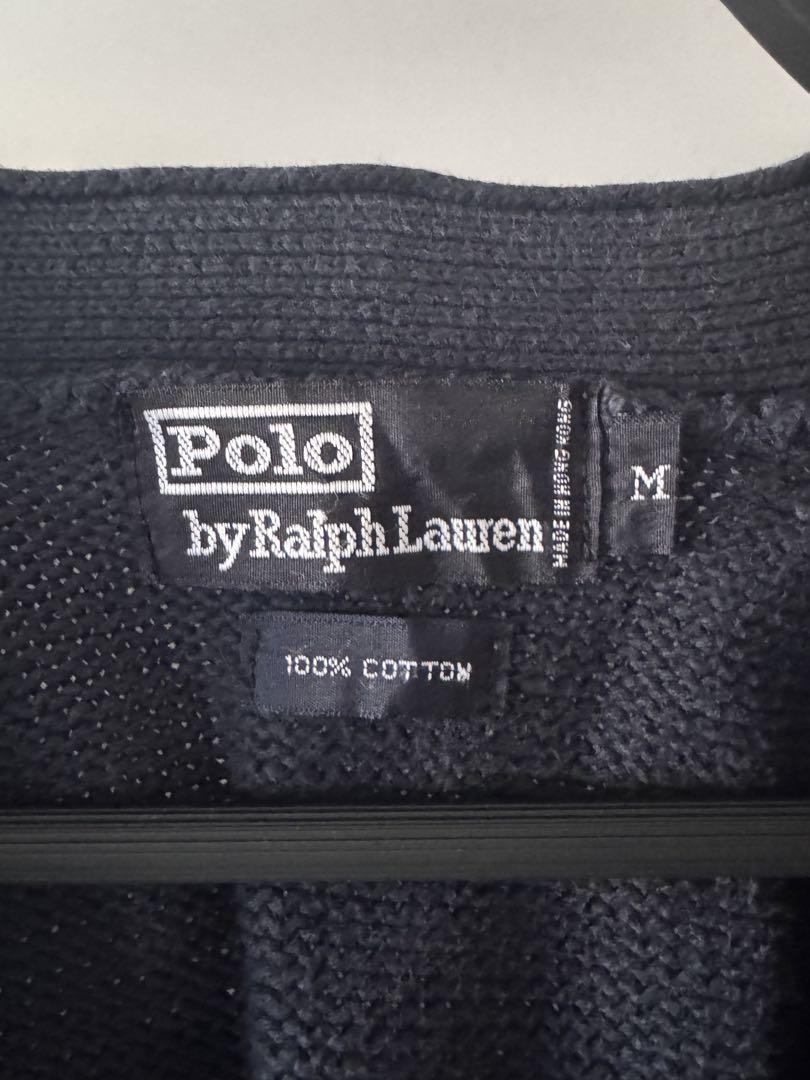 Polo
by Ralph Lauren
MADE IN HONG KONG
M
100% COTTON